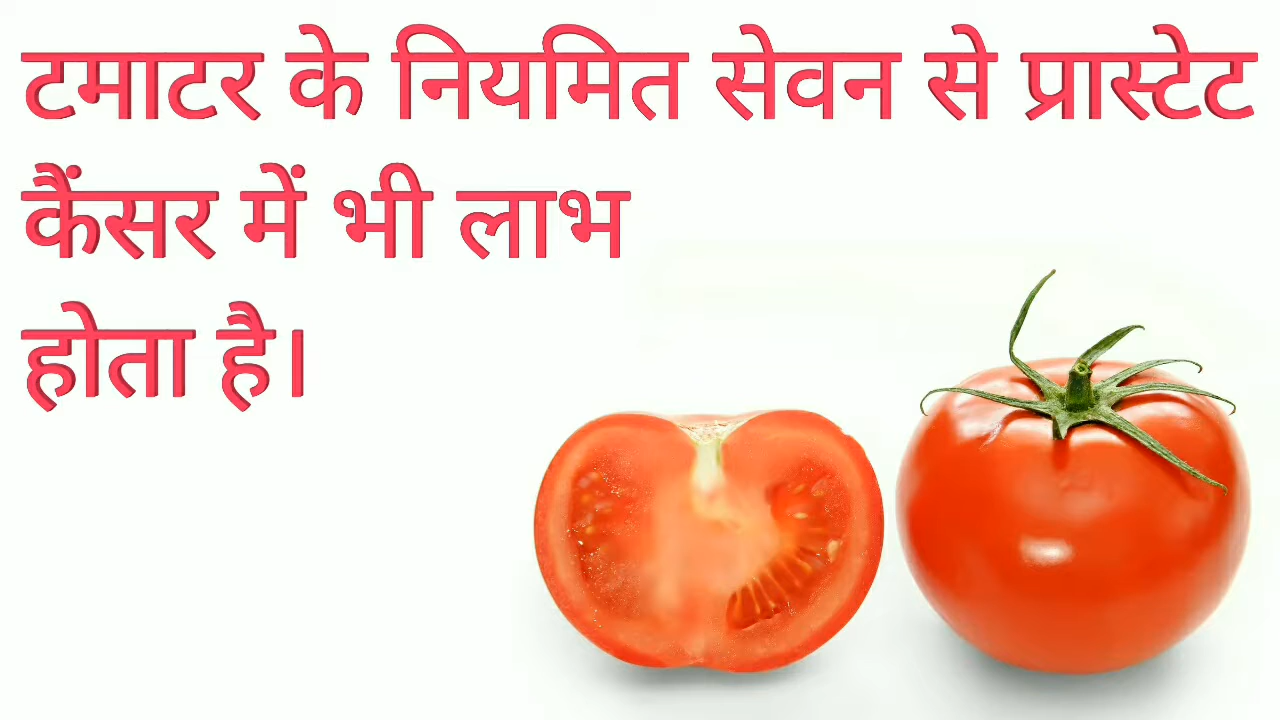 टमाटर के नियमित सेवन से प्रास्टेट
कैंसर में भी लाभ
होता है।